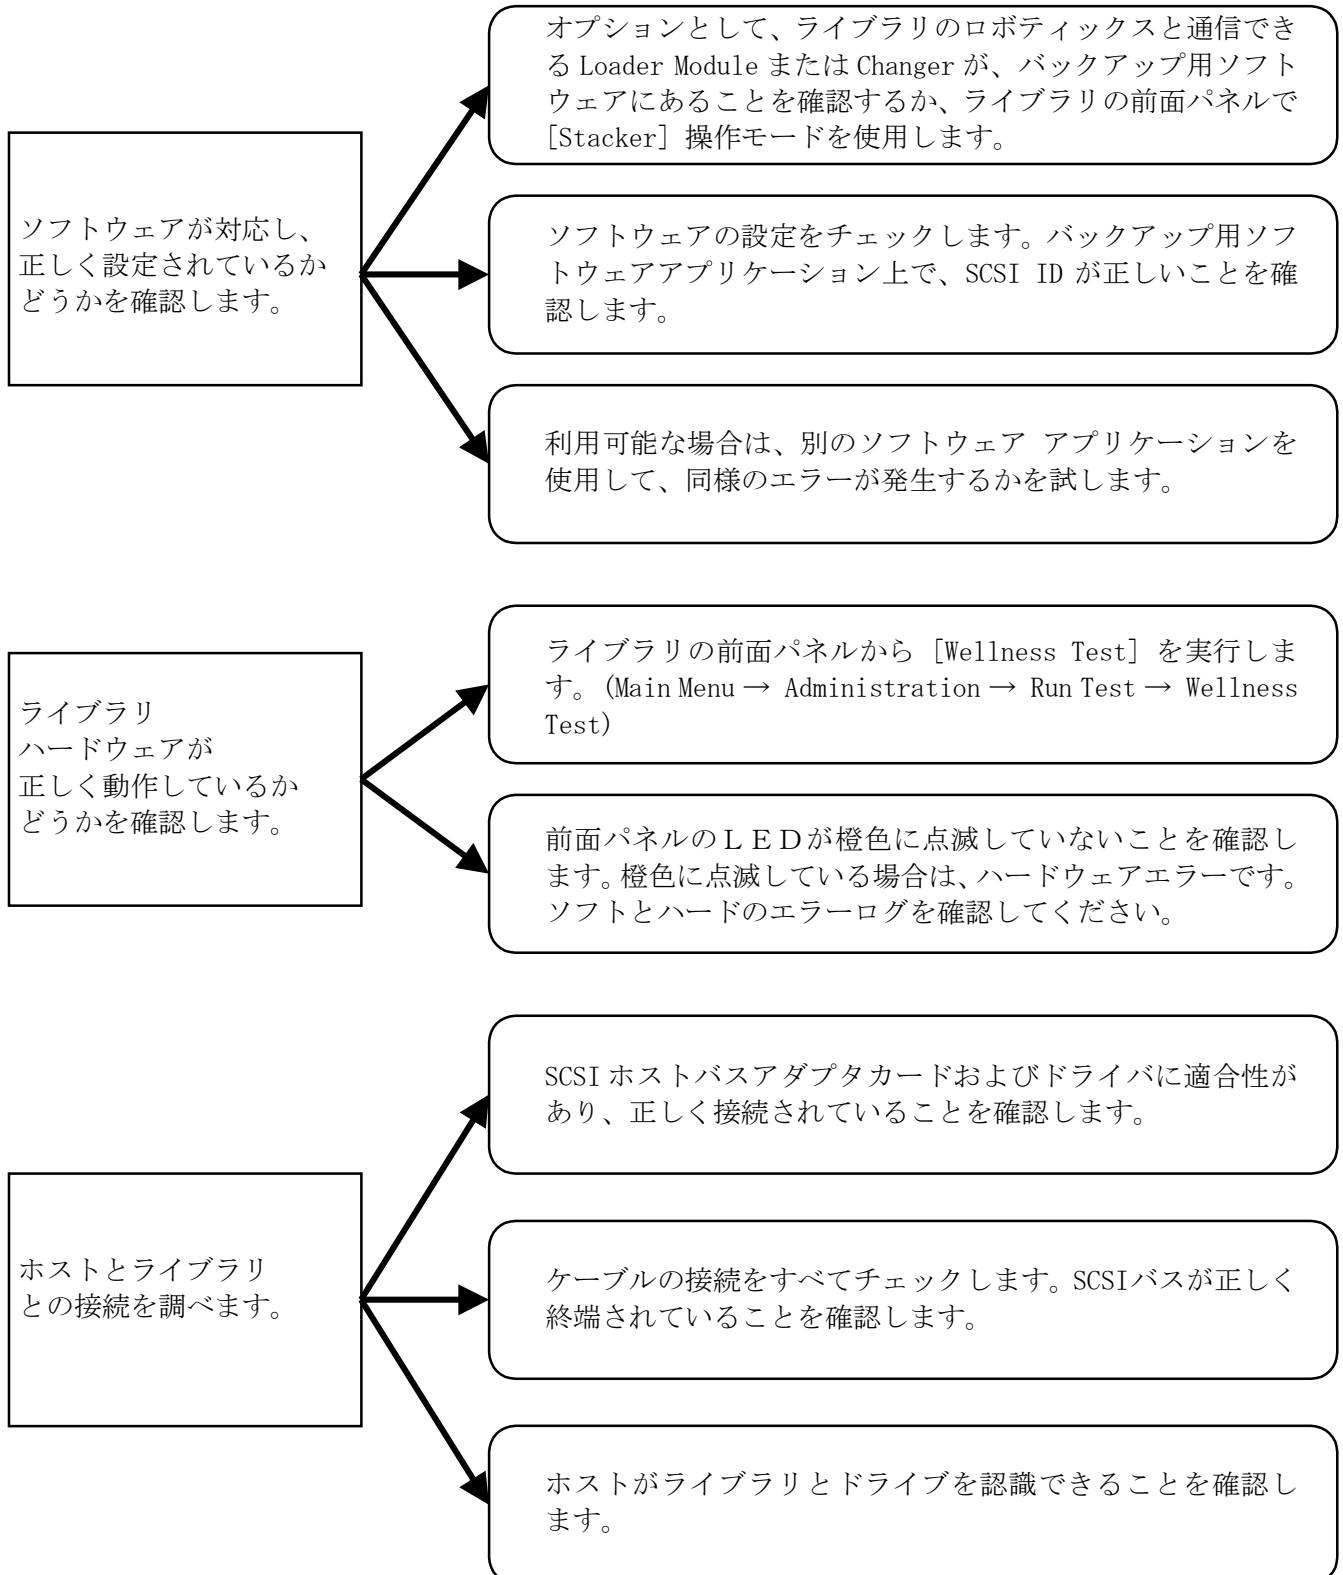 オプションとして、ライブラリのロボティックスと通信でき
る Loader Module または Changer が、バックアップ用ソフト
ウェアにあることを確認するか、ライブラリの前面パネルで
［Stacker］操作モードを使用します。
ソフトウェアが対応し、
正しく設定されているか
どうかを確認します。
ソフトウェアの設定をチェックします。バックアップ用ソフ
トウェアアプリケーション上で、SCSI ID が正しいことを確
認します。
利用可能な場合は、別のソフトウェア アプリケーションを
使用して、同様のエラーが発生するかを試します。
ライブラリの前面パネルから［Wellness Test］を実行しま
す。(Main Menu → Administration → Run Test → Wellness
Test)
ライブラリ
ハードウェアが
正しく動作しているか
どうかを確認します。
前面パネルのＬＥＤが橙色に点滅していないことを確認し
ます。橙色に点滅している場合は、ハードウェアエラーです。
ソフトとハードのエラーログを確認してください。
SCSI ホストバスアダプタカードおよびドライバに適合性が
あり、正しく接続されていることを確認します。
ホストとライブラリ
との接続を調べます。
ケーブルの接続をすべてチェックします。SCSIバスが正しく
終端されていることを確認します。
ホストがライブラリとドライブを認識できることを確認し
ます。